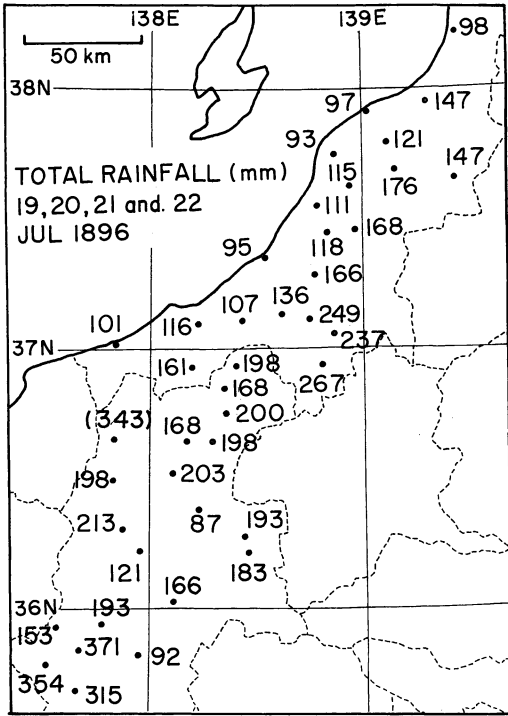 138E 139E
98
50 km
38N
97 147
93 121
TOTAL RAINFALL (mm)
115 147
176
19, 20, 21 and. 22
111
JUL 1896
118 168
95
166
136
107 249
101 116
237
37N
161 198
267
168
(343) 200
168 198
198 203
213 87 193
121 183
166
36N 193
153
371 92
354
315